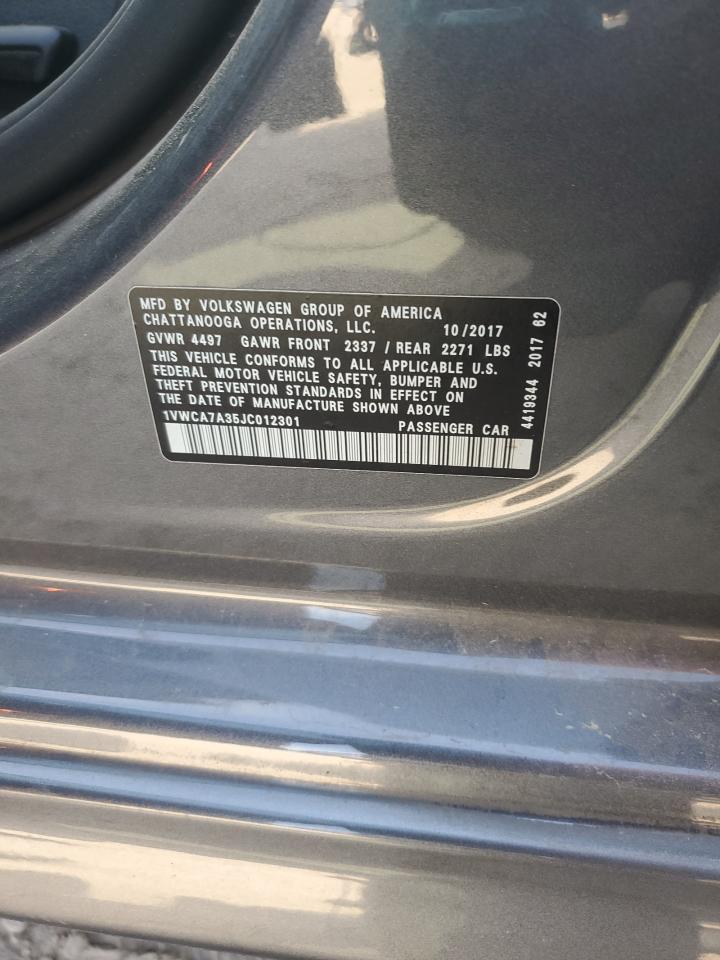 MFD BY VOLKSWAGEN GROUP OF AMERICA
CHATTANOOGA OPERATIONS, LLC. 10/2017
GVWR 4497 GAWR FRONT 2337 / REAR 2271 LBS
THIS VEHICLE CONFORMS TO ALL APPLICABLE U.S.
FEDERAL MOTOR VEHICLE SAFETY, BUMPER AND
THEFT PREVENTION STANDARDS IN EFFECT ON
THE DATE OF MANUFACTURE SHOWN ABOVE
1VWCA7A35JC012301 PASSENGER CAR
4419344 2017 62